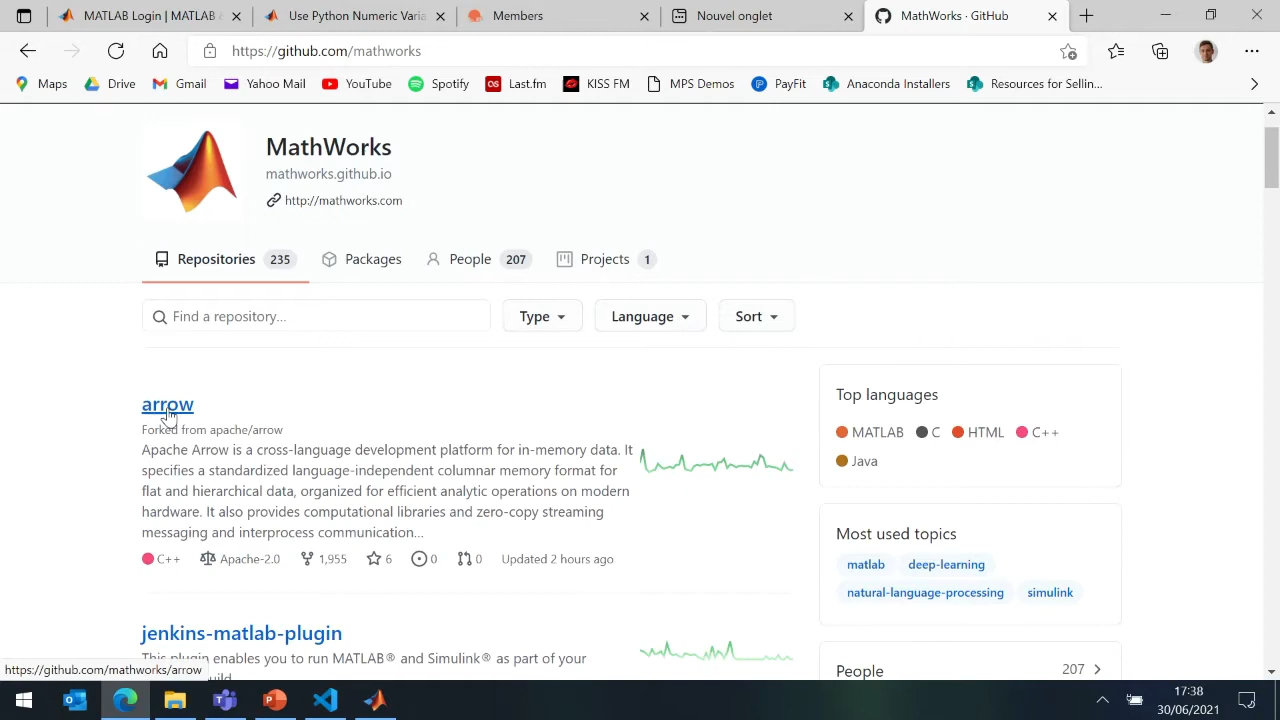 MATLAB Login | MATLAB &
Use Python Numeric Varia
Members
Nouvel onglet
MathWorks · GitHub
https://github.com/mathworks
Maps
Drive
Gmail
Yahoo Mail
YouTube
Spotify
Last.fm
KISS FM
MPS Demos
PayFit
Anaconda Installers
Resources for Sellin...
MathWorks
mathworks.github.io
http://mathworks.com
Repositories 235
Packages
People 207
Projects 1
Find a repository...
Type
Language
Sort
arrow
Forked from apache/arrow
Apache Arrow is a cross-language development platform for in-memory data. It
specifies a standardized language-independent columnar memory format for
flat and hierarchical data, organized for efficient analytic operations on modern
hardware. It also provides computational libraries and zero-copy streaming
messaging and interprocess communication...
C++ Apache-2.0 1,955 6 0 0 Updated 2 hours ago
jenkins-matlab-plugin
This plugin enables you to run MATLAB® and Simulink® as part of your
build.
Top languages
MATLAB C HTML C++
Java
Most used topics
matlab deep-learning
natural-language-processing simulink
People 207
https://github.com/mathworks/arrow
17:38
30/06/2021